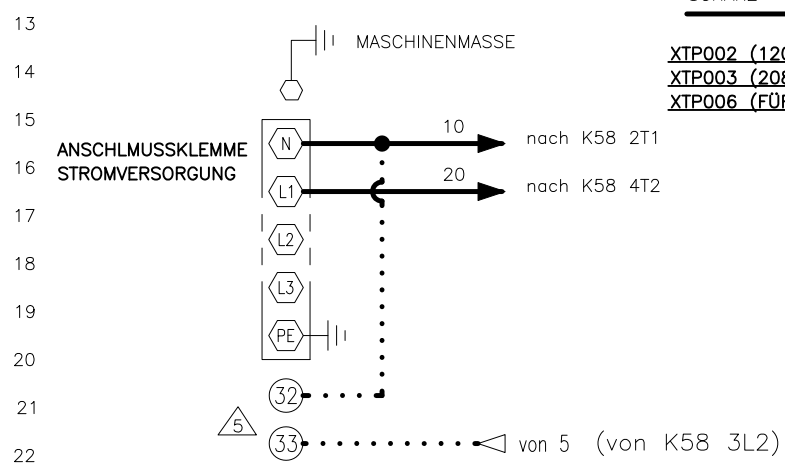 13
MASCHINENMASSE
14
XTP002 (120
XTP003 (208
XTP006 (FÜR
15
N 10 nach K58 2T1
ANSCHLMUSSKLEMME
STROMVERSORGUNG
16
L1 20 nach K58 4T2
17
L2
18
L3
19
PE
20
32
21
5
33 von 5 (von K58 3L2)
22